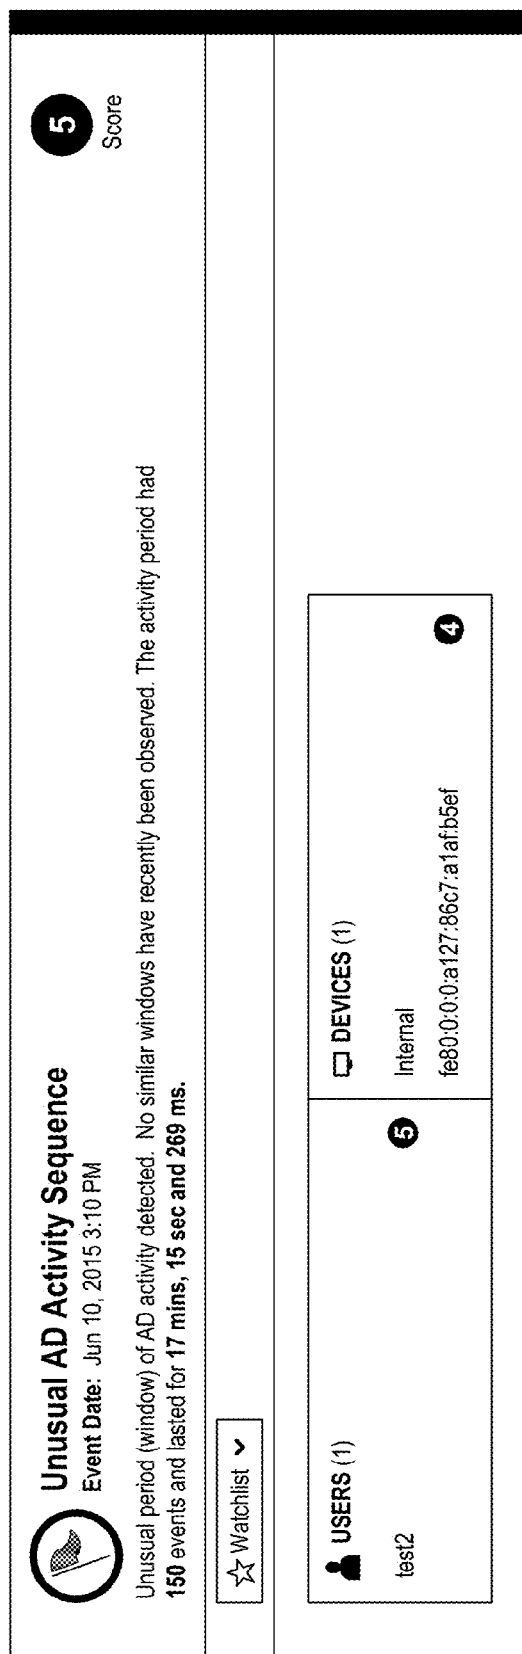 Unusual AD Activity Sequence
Event Date: Jun 10, 2015 3:10 PM
5
Score
Unusual period (window) of AD activity detected. No similar windows have recently been observed. The activity period had
150 events and lasted for 17 mins, 15 sec and 269 ms.
Watchlist
USERS (1)
test2
5
DEVICES (1)
Internal
fe80:0:0:0:a127:86c7:a1af:b5ef
4